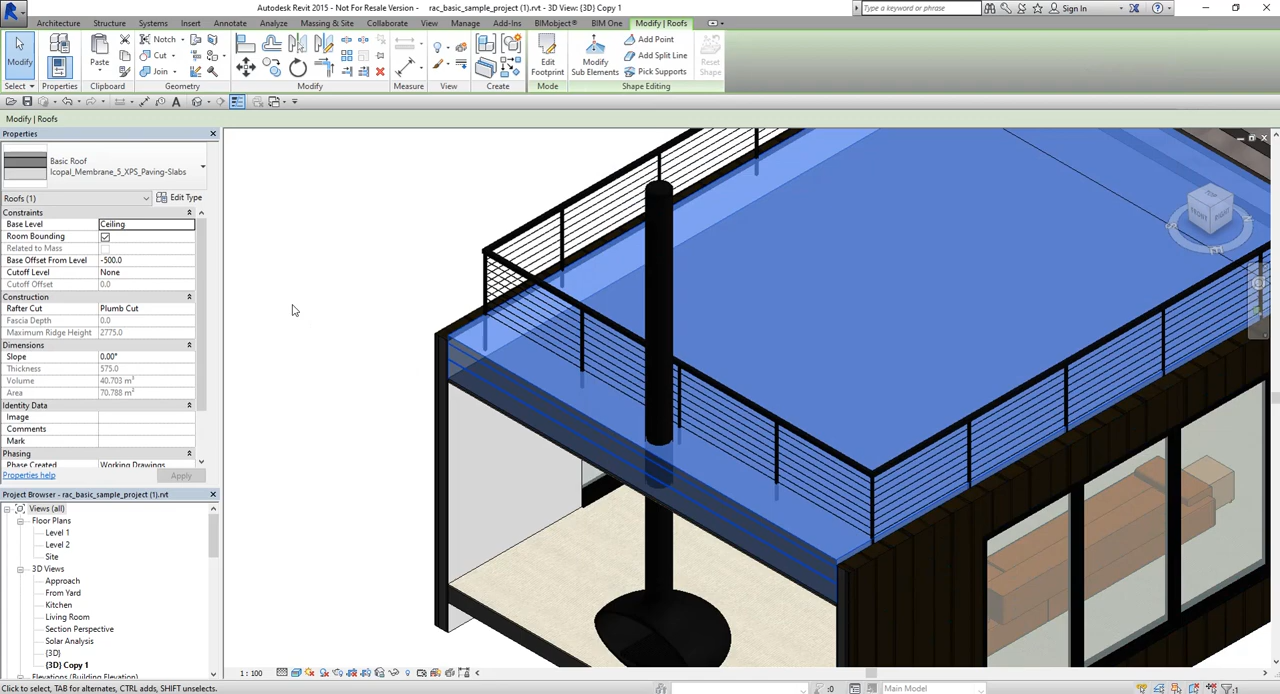 Autodesk Revit 2015 - Not For Resale Version - rac_basic_sample_project (1).rvt - 3D View: {3D} Copy 1
Type a keyword or phrase
Sign In
Architecture Structure Systems Insert Annotate Analyze Massing & Site Collaborate View Manage Add-Ins BIMobject® BIM One Modify | Roofs
Notch
Add Point
Cut
Add Split Line
Modify
Paste
Join
Edit
Footprint
Modify
Sub Elements
Pick Supports
Reset
Shape
Select
Properties
Clipboard
Geometry
Modify
Measure
View
Create
Mode
Shape Editing
Modify | Roofs
Properties
Basic Roof
Icopal_Membrane_5_XPS_Paving-Slabs
Roofs (1)
Edit Type
Constraints
Base Level Ceiling
Room Bounding
Related to Mass
Base Offset From Level -500.0
Cutoff Level None
Cutoff Offset 0.0
Construction
Rafter Cut Plumb Cut
Fascia Depth 0.0
Maximum Ridge Height 2775.0
Dimensions
Slope 0.00°
Thickness 575.0
Volume 40.703 m³
Area 70.788 m²
Identity Data
Image
Comments
Mark
Phasing
Phase Created Working Drawings
Properties help
Apply
Project Browser - rac_basic_sample_project (1).rvt
Views (all)
Floor Plans
Level 1
Level 2
Site
3D Views
Approach
From Yard
Kitchen
Living Room
Section Perspective
Solar Analysis
{3D}
{3D} Copy 1
Elevations (Building Elevation)
TOP
FRONT
RIGHT
1 : 100
Click to select, TAB for alternates, CTRL adds, SHIFT unselects.
:0
Main Model
:1